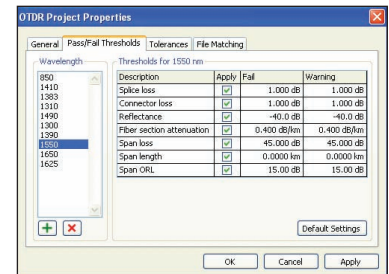 OTDR Project Properties
General Pass/Fail Thresholds Tolerances File Matching
Wavelength
850
1410
1383
1310
1490
1300
1390
1550
1650
1625
Thresholds for 1550 nm
Description Apply Fail Warning
Splice loss 1.000 dB 1.000 dB
Connector loss 1.000 dB 1.000 dB
Reflectance -40.0 dB -40.0 dB
Fiber section attenuation 0.400 dB/km 0.400 dB/km
Span loss 45.000 dB 45.000 dB
Span length 0.0000 km 0.0000 km
Span ORL 15.00 dB 15.00 dB
Default Settings
OK Cancel Apply